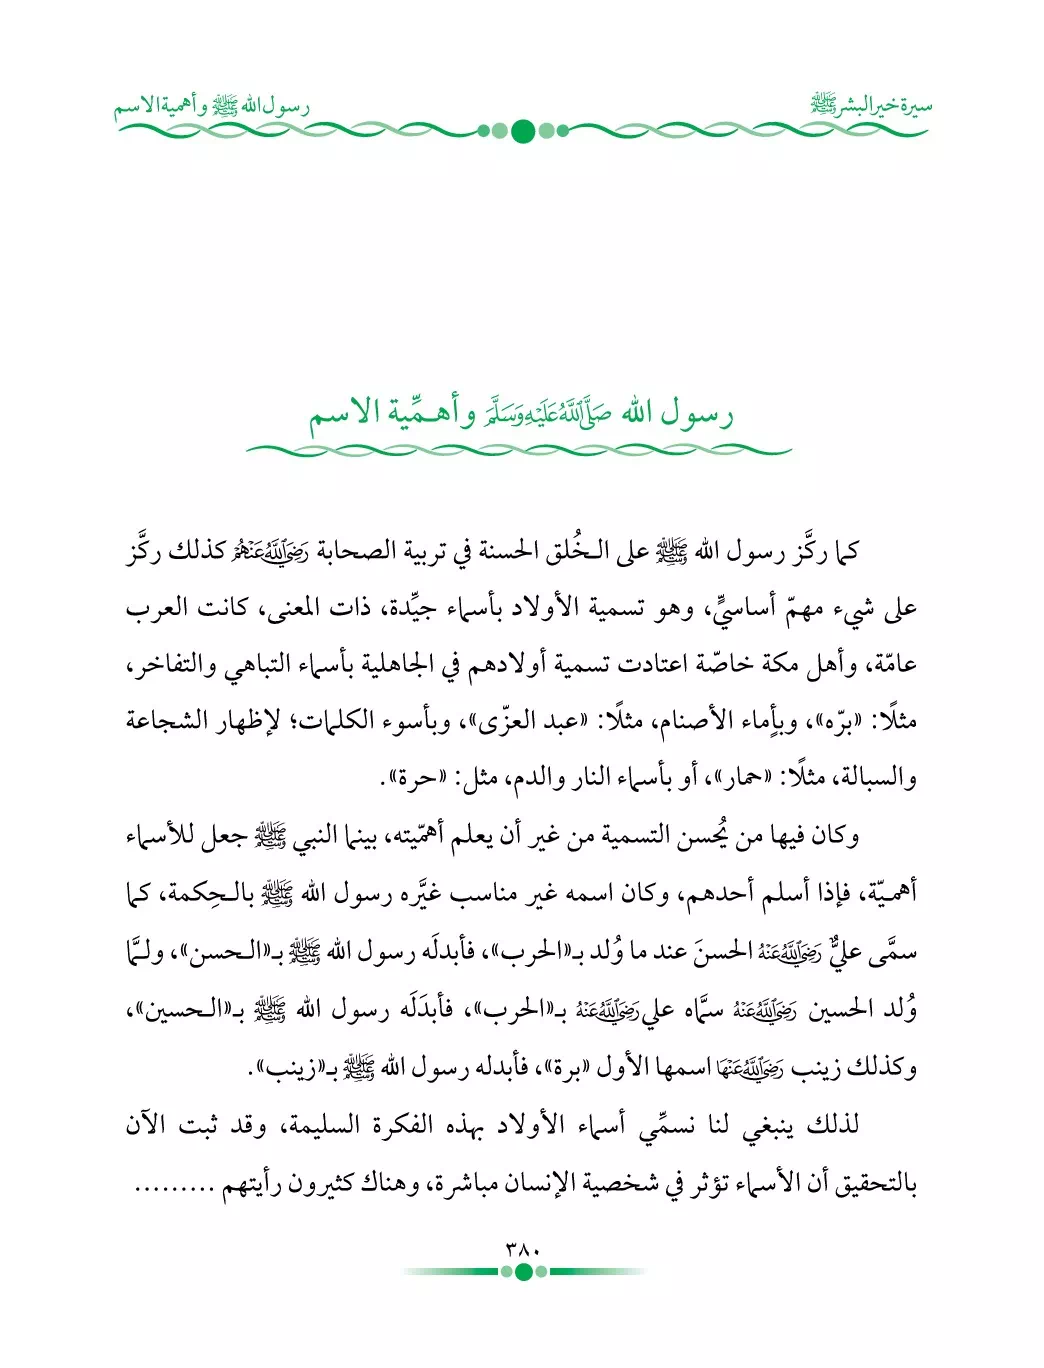 سيرة خير البشر ﷺ
رسول الله ﷺ وأهمية الاسم
رسول الله صَلَّى اللهُ عَلَيْهِ وَسَلَّمَ وأهـمِّية الاسم
كما ركَّز رسول الله ﷺ على الـخُلق الحسنة في تربية الصحابة رَضِيَ اللهُ عَنْهُمْ كذلك ركَّز
على شيء مهمّ أساسيٍّ، وهو تسمية الأولاد بأسماء جيِّدة، ذات المعنى، كانت العرب
عامّة، وأهل مكة خاصّة اعتادت تسمية أولادهم في الجاهلية بأسماء التباهي والتفاخر،
مثلًا: «برّه»، وبأٍماء الأصنام، مثلًا: «عبد العزّى»، وبأسوء الكلمات؛ لإظهار الشجاعة
والسبالة، مثلًا: «حمار»، أو بأسماء النار والدم، مثل: «حرة».
وكان فيها من يُحسن التسمية من غير أن يعلم أهمّيته، بينما النبي ﷺ جعل للأسماء
أهمـيّة، فإذا أسلم أحدهم، وكان اسمه غير مناسب غيَّره رسول الله ﷺ بالـحِكمة، كـما
سمَّى عليٌّ رَضِيَ اللهُ عَنْهُ الحسنَ عند ما وُلد بـ«الحرب»، فأبدلَه رسول الله ﷺ بـ«الـحسن»، ولـمَّا
وُلد الحسين رَضِيَ اللهُ عَنْهُ سمَّاه علي رَضِيَ اللهُ عَنْهُ بـ«الحرب»، فأبدَلَه رسول الله ﷺ بـ«الـحسين»،
وكذلك زينب رَضِيَ اللهُ عَنْهَا اسمها الأول «برة»، فأبدله رسول الله ﷺ بـ«زينب».
لذلك ينبغي لنا نسمِّي أسماء الأولاد بهذه الفكرة السليمة، وقد ثبت الآن
بالتحقيق أن الأسماء تؤثر في شخصية الإنسان مباشرة، وهناك كثيرون رأيتهم .........
٣٨٠